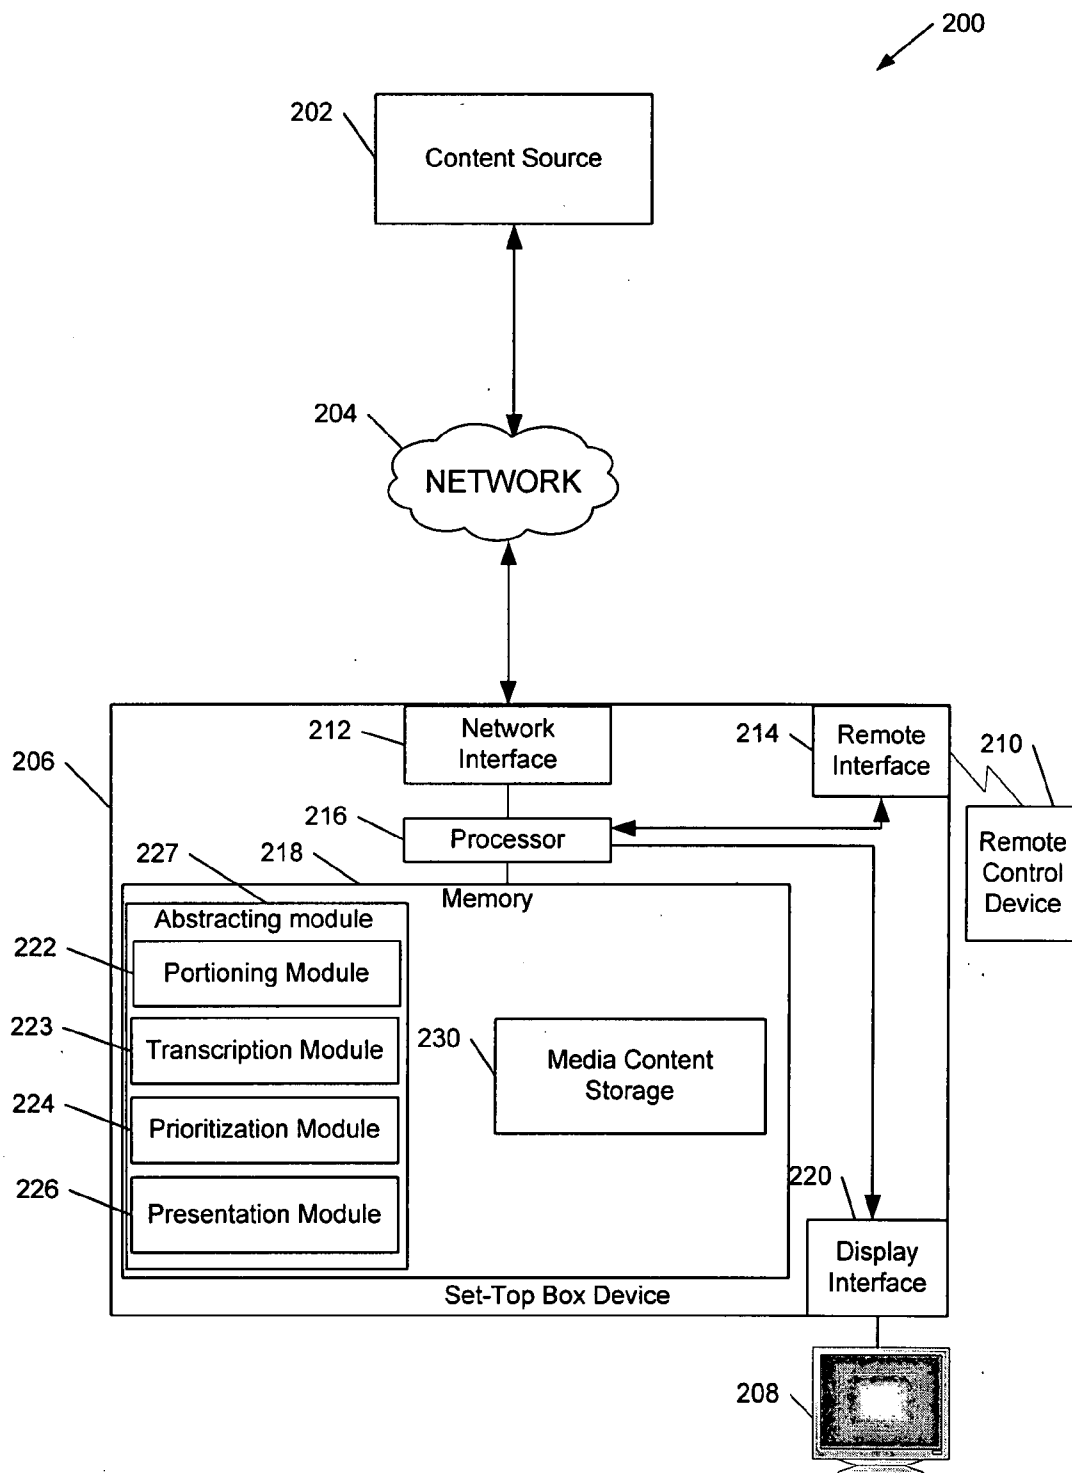 200
202
Content Source
204
NETWORK
212
Network
Interface
214
Remote
Interface
210
206
216
Processor
Remote
Control
Device
227
218
Memory
Abstracting module
222
Portioning Module
223
Transcription Module
230
Media Content
Storage
224
Prioritization Module
226
Presentation Module
220
Display
Interface
Set-Top Box Device
208